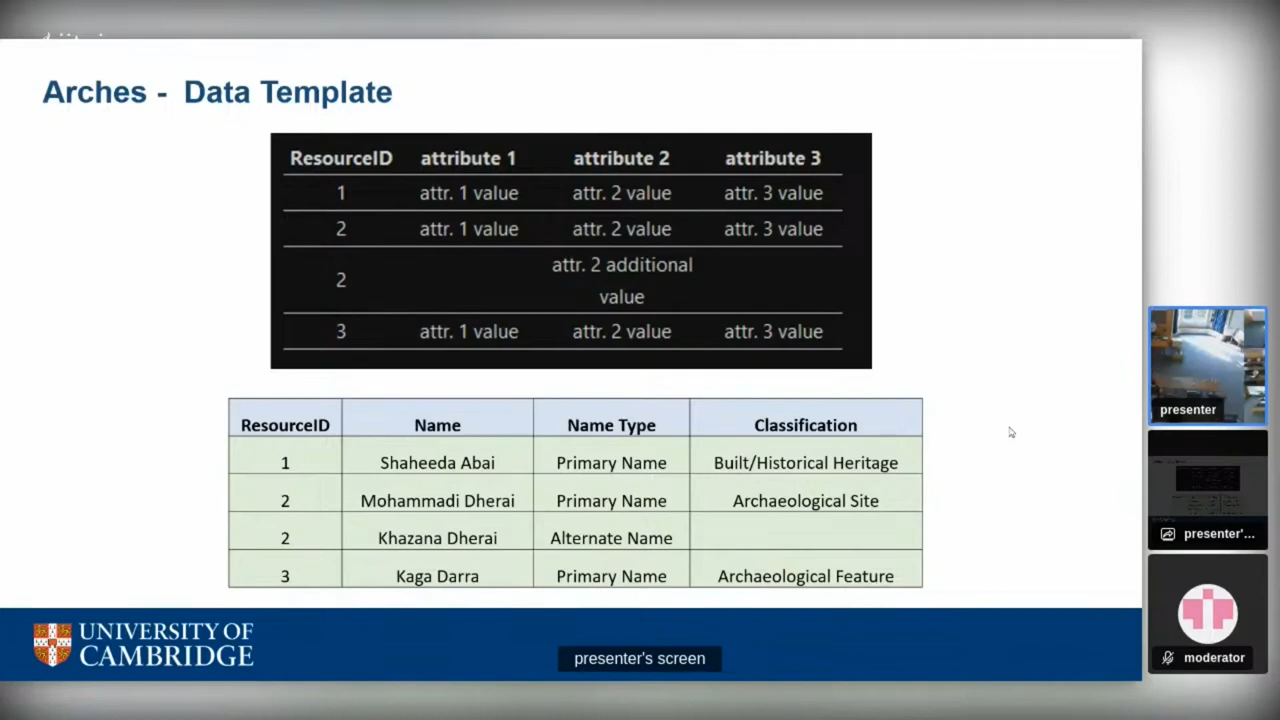 Arches - Data Template
ResourceID attribute 1 attribute 2 attribute 3
1 attr. 1 value attr. 2 value attr. 3 value
2 attr. 1 value attr. 2 value attr. 3 value
2 attr. 2 additional
value
3 attr. 1 value attr. 2 value attr. 3 value
ResourceID Name Name Type Classification
1 Shaheeda Abai Primary Name Built/Historical Heritage
2 Mohammadi Dherai Primary Name Archaeological Site
2 Khazana Dherai Alternate Name
3 Kaga Darra Primary Name Archaeological Feature
UNIVERSITY OF
CAMBRIDGE
presenter's screen
presenter
presenter'...
moderator